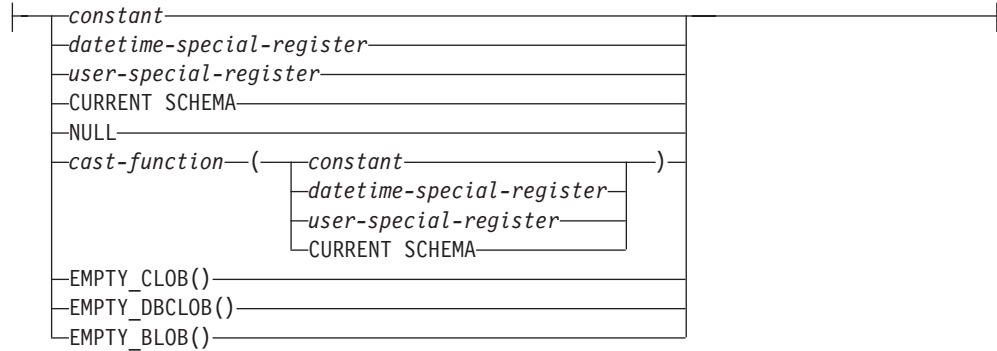 constant
datetime-special-register
user-special-register
CURRENT SCHEMA
NULL
cast-function ( constant )
datetime-special-register
user-special-register
CURRENT SCHEMA
EMPTY_CLOB()
EMPTY_DBCLOB()
EMPTY_BLOB()